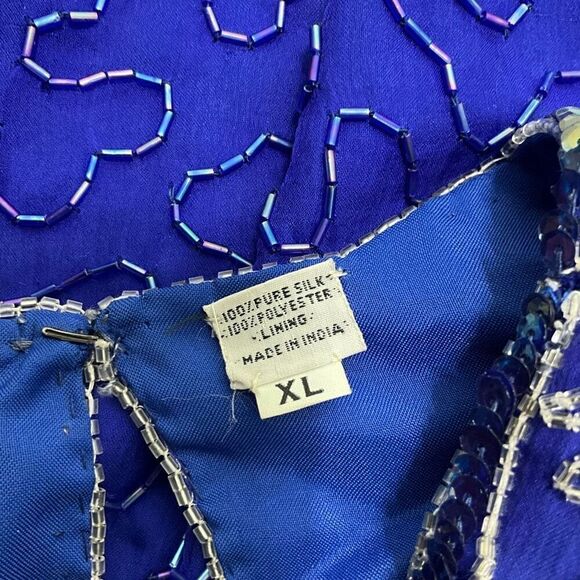 100% PURE SILK
100% POLYESTER
LINING
MADE IN INDIA
XL